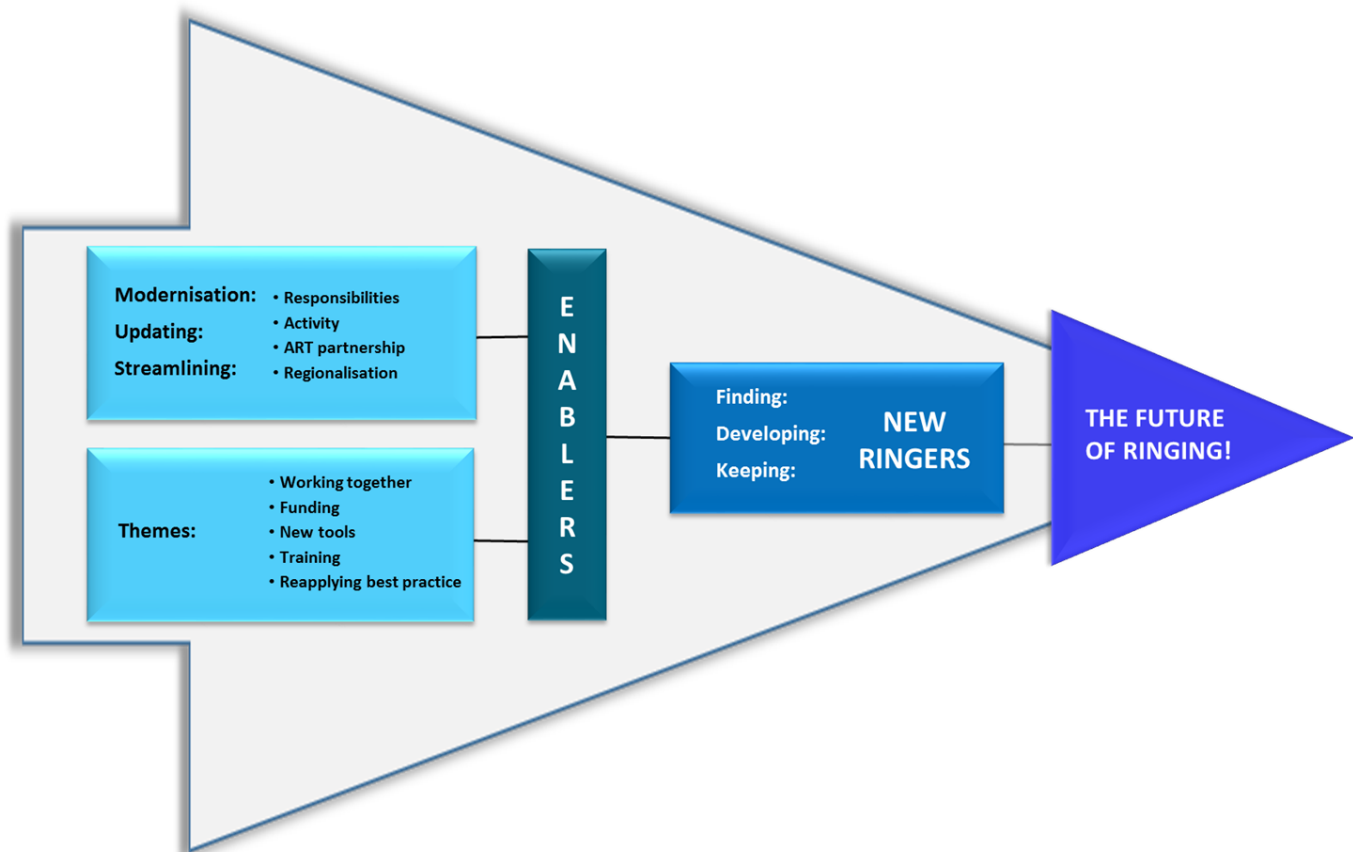 Modernisation:
Updating:
Streamlining:
• Responsibilities
• Activity
• ART partnership
• Regionalisation
Themes:
• Working together
• Funding
• New tools
• Training
• Reapplying best practice
ENABLERS
Finding:
Developing:
Keeping:
NEW
RINGERS
THE FUTURE
OF RINGING!